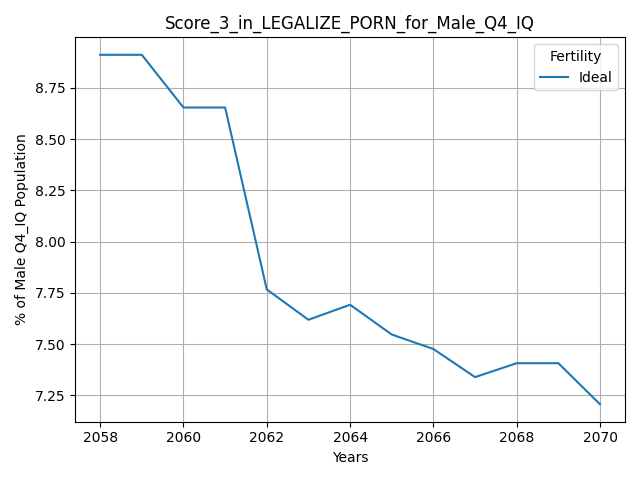 Score_3_in_LEGALIZE_PORN_for_Male_Q4_IQ
Fertility
Ideal
% of Male Q4_IQ Population
8.75
8.50
8.25
8.00
7.75
7.50
7.25
2058 2060 2062 2064 2066 2068 2070
Years